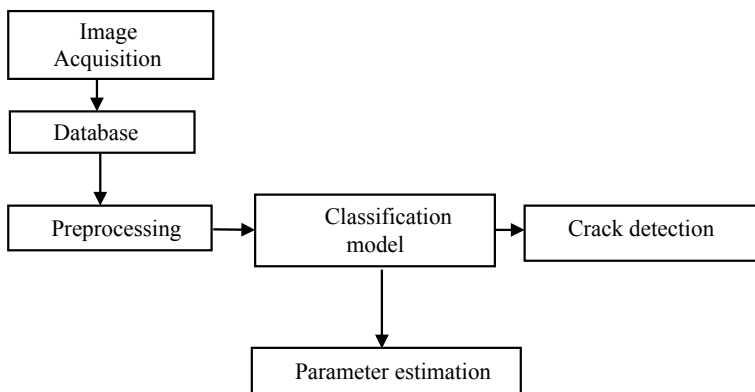 Image
Acquisition
Database
Preprocessing
Classification
model
Crack detection
Parameter estimation